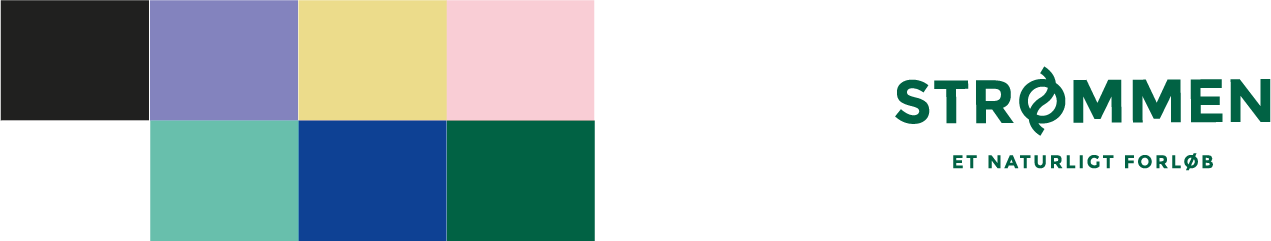 STRØMMEN
ET NATURLIGT FORLØB